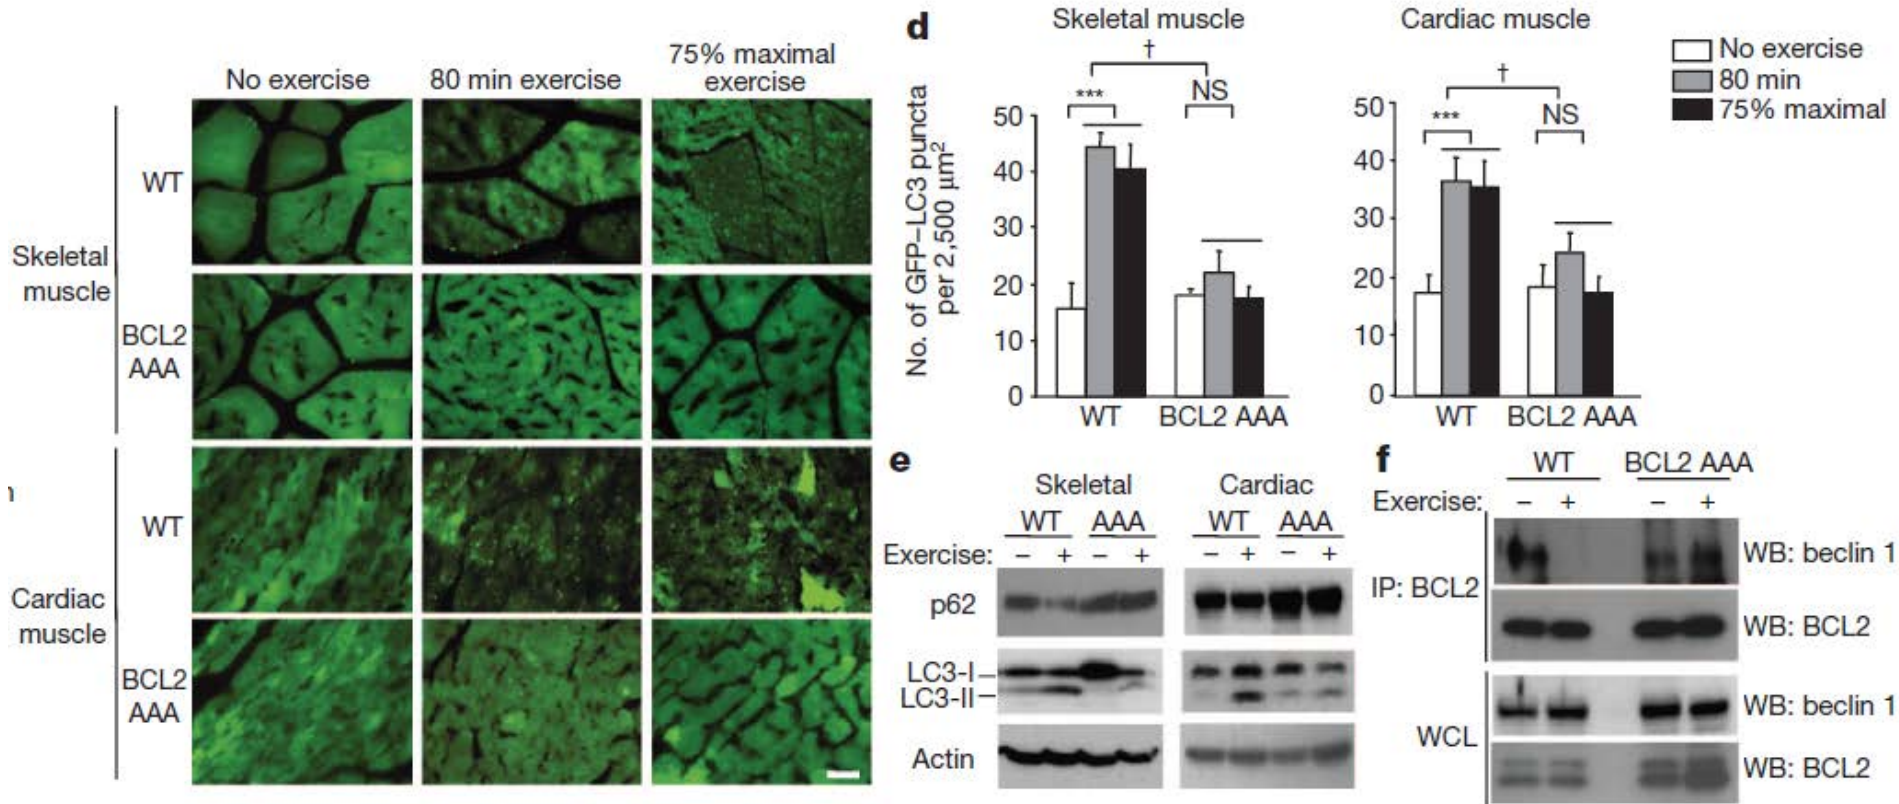 No exercise
80 min exercise
75% maximal
exercise
Skeletal
muscle
WT
BCL2
AAA
Cardiac
muscle
WT
BCL2
AAA
n
d
Skeletal muscle
Cardiac muscle
No exercise
80 min
75% maximal
No. of GFP–LC3 puncta
per 2,500 μm²
50
40
30
20
10
0
†
***
NS
WT
BCL2 AAA
50
40
30
20
10
0
†
***
NS
WT
BCL2 AAA
e
Skeletal
Cardiac
WT
AAA
WT
AAA
Exercise:
– + – +
– + – +
p62
LC3-I
LC3-II
Actin
f
WT
BCL2 AAA
Exercise:
– + – +
IP: BCL2
WB: beclin 1
WB: BCL2
WCL
WB: beclin 1
WB: BCL2